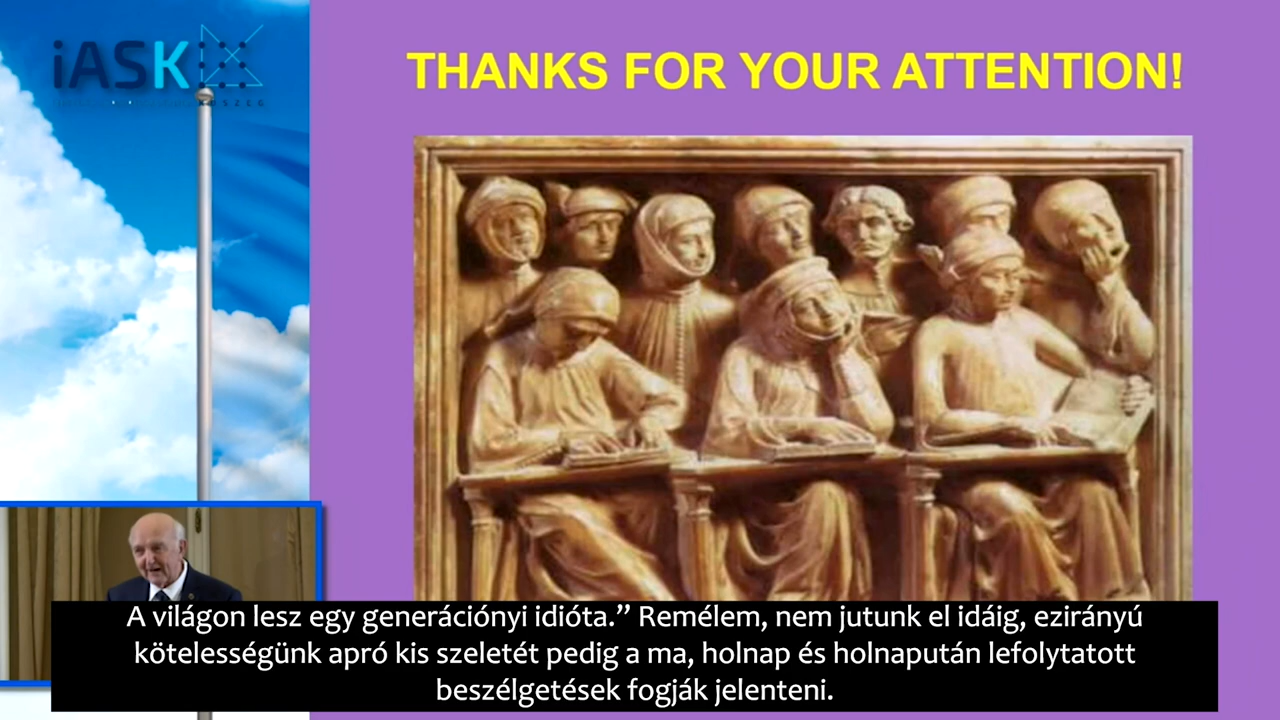 iASK
KŐSZEG
THANKS FOR YOUR ATTENTION!
A világon lesz egy generációnyi idióta.” Remélem, nem jutunk el idáig, ezirányú
kötelességünk apró kis szeletét pedig a ma, holnap és holnapután lefolytatott
beszélgetések fogják jelenteni.